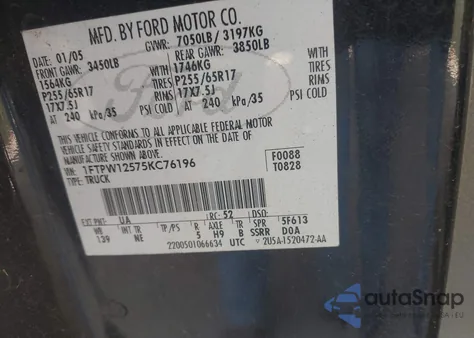 MFD. BY FORD MOTOR CO.
DATE: 01/05 GVWR: 7050LB/ 3197KG
FRONT GAWR: 3450LB REAR GAWR: 3850LB
1564KG WITH 1746KG WITH
P255/65R17 TIRES P255/65R17 TIRES
17X7.5J RIMS 17X7.5J RIMS
AT 240 kPa/35 PSI COLD AT 240 kPa/35 PSI COLD
THIS VEHICLE CONFORMS TO ALL APPLICABLE FEDERAL MOTOR
VEHICLE SAFETY STANDARDS IN EFFECT ON THE DATE OF
MANUFACTURE SHOWN ABOVE.
VIN: 1FTPW12575KC76196 F0088
TYPE: TRUCK T0828
EXT PNT: UA RC: 52 DSO:
WB INT TR TP/PS R AXLE TR SPR 5F613
139 NE 5 H9 B SSRR DOA
2200501066634 UTC 2U5A-1520472-AA
Ford
autoSnap